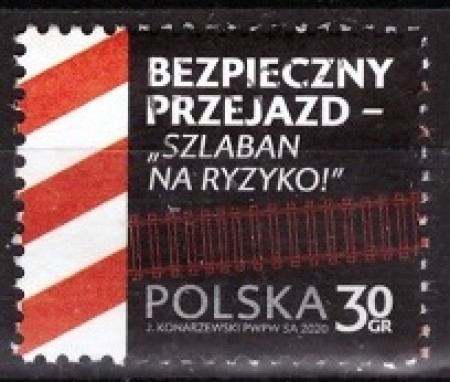 BEZPIECZNY
PRZEJAZD –
„SZLABAN
NA RYZYKO!”
POLSKA 30 GR
J. KONARZEWSKI PWPW SA 2020